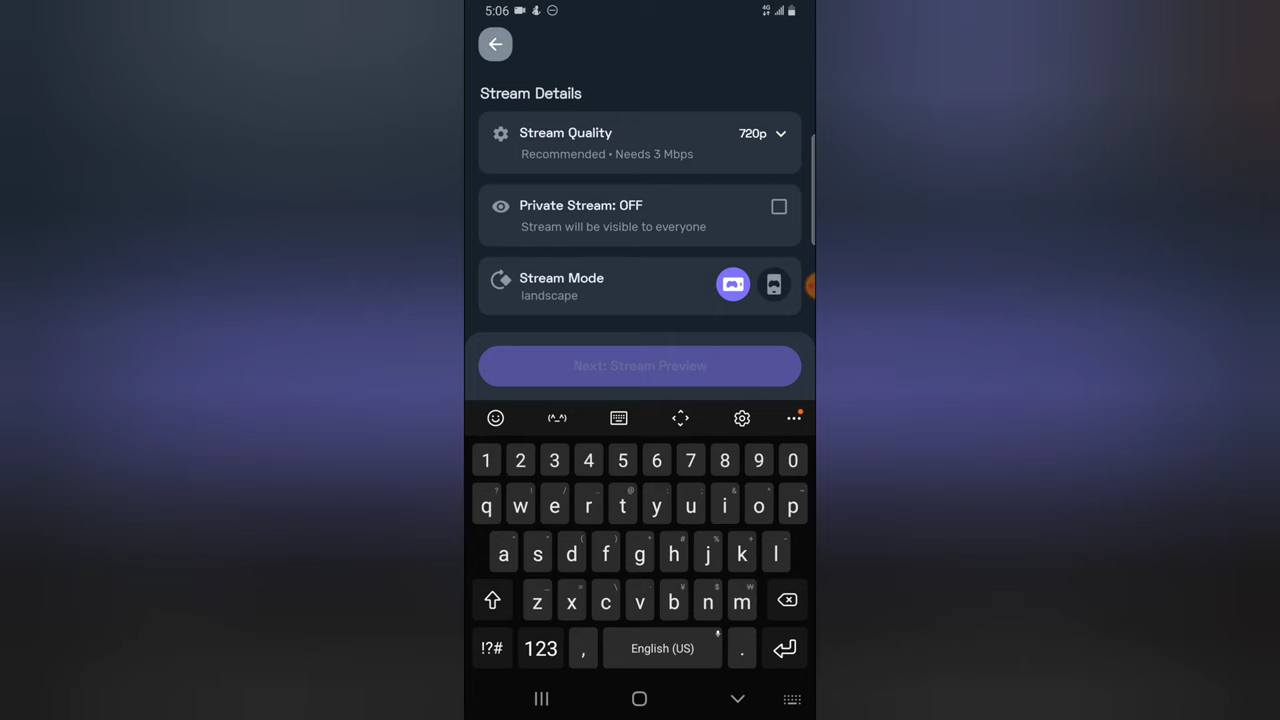 5:06 4G
Stream Details
Stream Quality 720p
Recommended • Needs 3 Mbps
Private Stream: OFF
Stream will be visible to everyone
Stream Mode
landscape
Next: Stream Preview
(^_^)
1 2 3 4 5 6 7 8 9 0
q w e r t y u i o p
a s d f g h j k l
z x c v b n m
!?# 123 , English (US) .